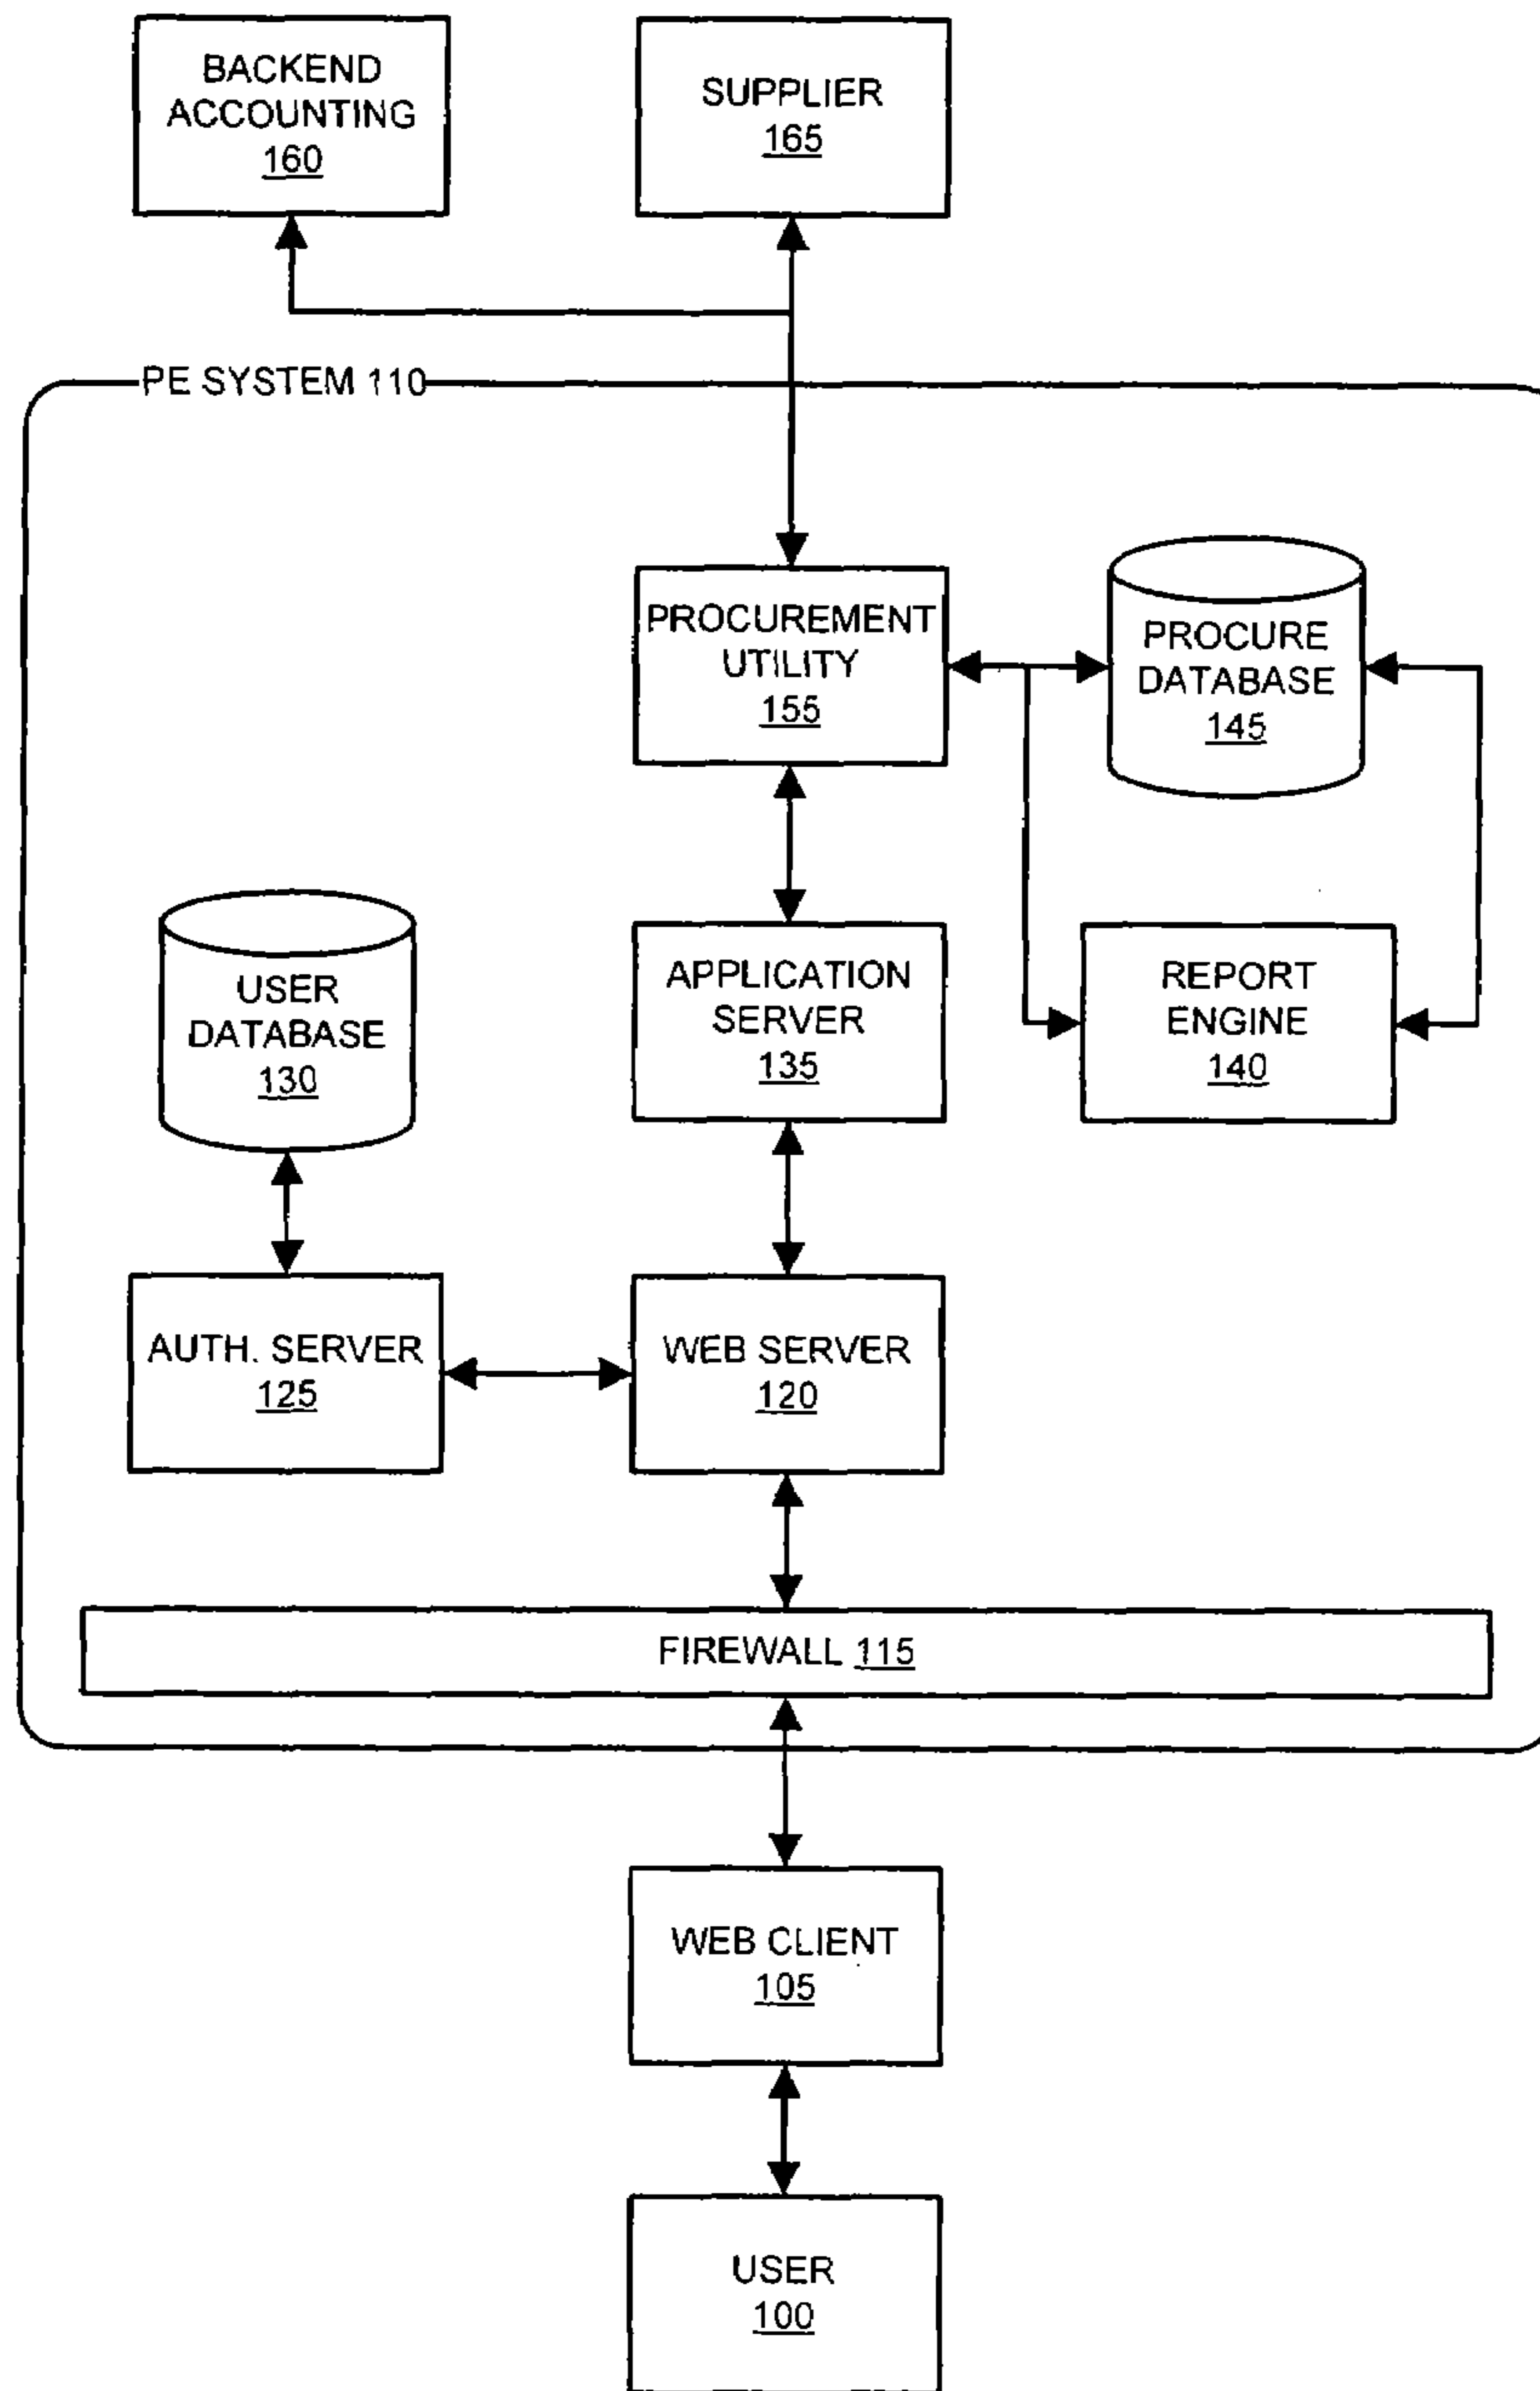 BACKEND
ACCOUNTING
160
SUPPLIER
165
PE SYSTEM 110
PROCUREMENT
UTILITY
155
PROCURE
DATABASE
145
USER
DATABASE
130
APPLICATION
SERVER
135
REPORT
ENGINE
140
AUTH. SERVER
125
WEB SERVER
120
FIREWALL 115
WEB CLIENT
105
USER
100